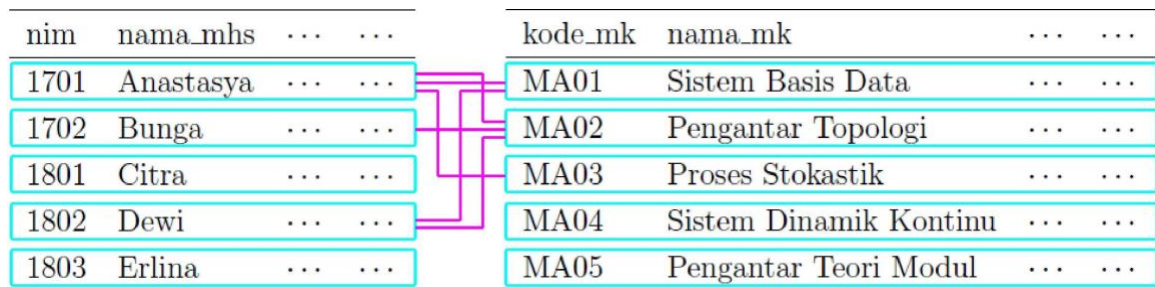 nim nama_mhs ... ... kode_mk nama_mk ... ...
1701 Anastasya ... ... MA01 Sistem Basis Data ... ...
1702 Bunga ... ... MA02 Pengantar Topologi ... ...
1801 Citra ... ... MA03 Proses Stokastik ... ...
1802 Dewi ... ... MA04 Sistem Dinamik Kontinu ... ...
1803 Erlina ... ... MA05 Pengantar Teori Modul ... ...